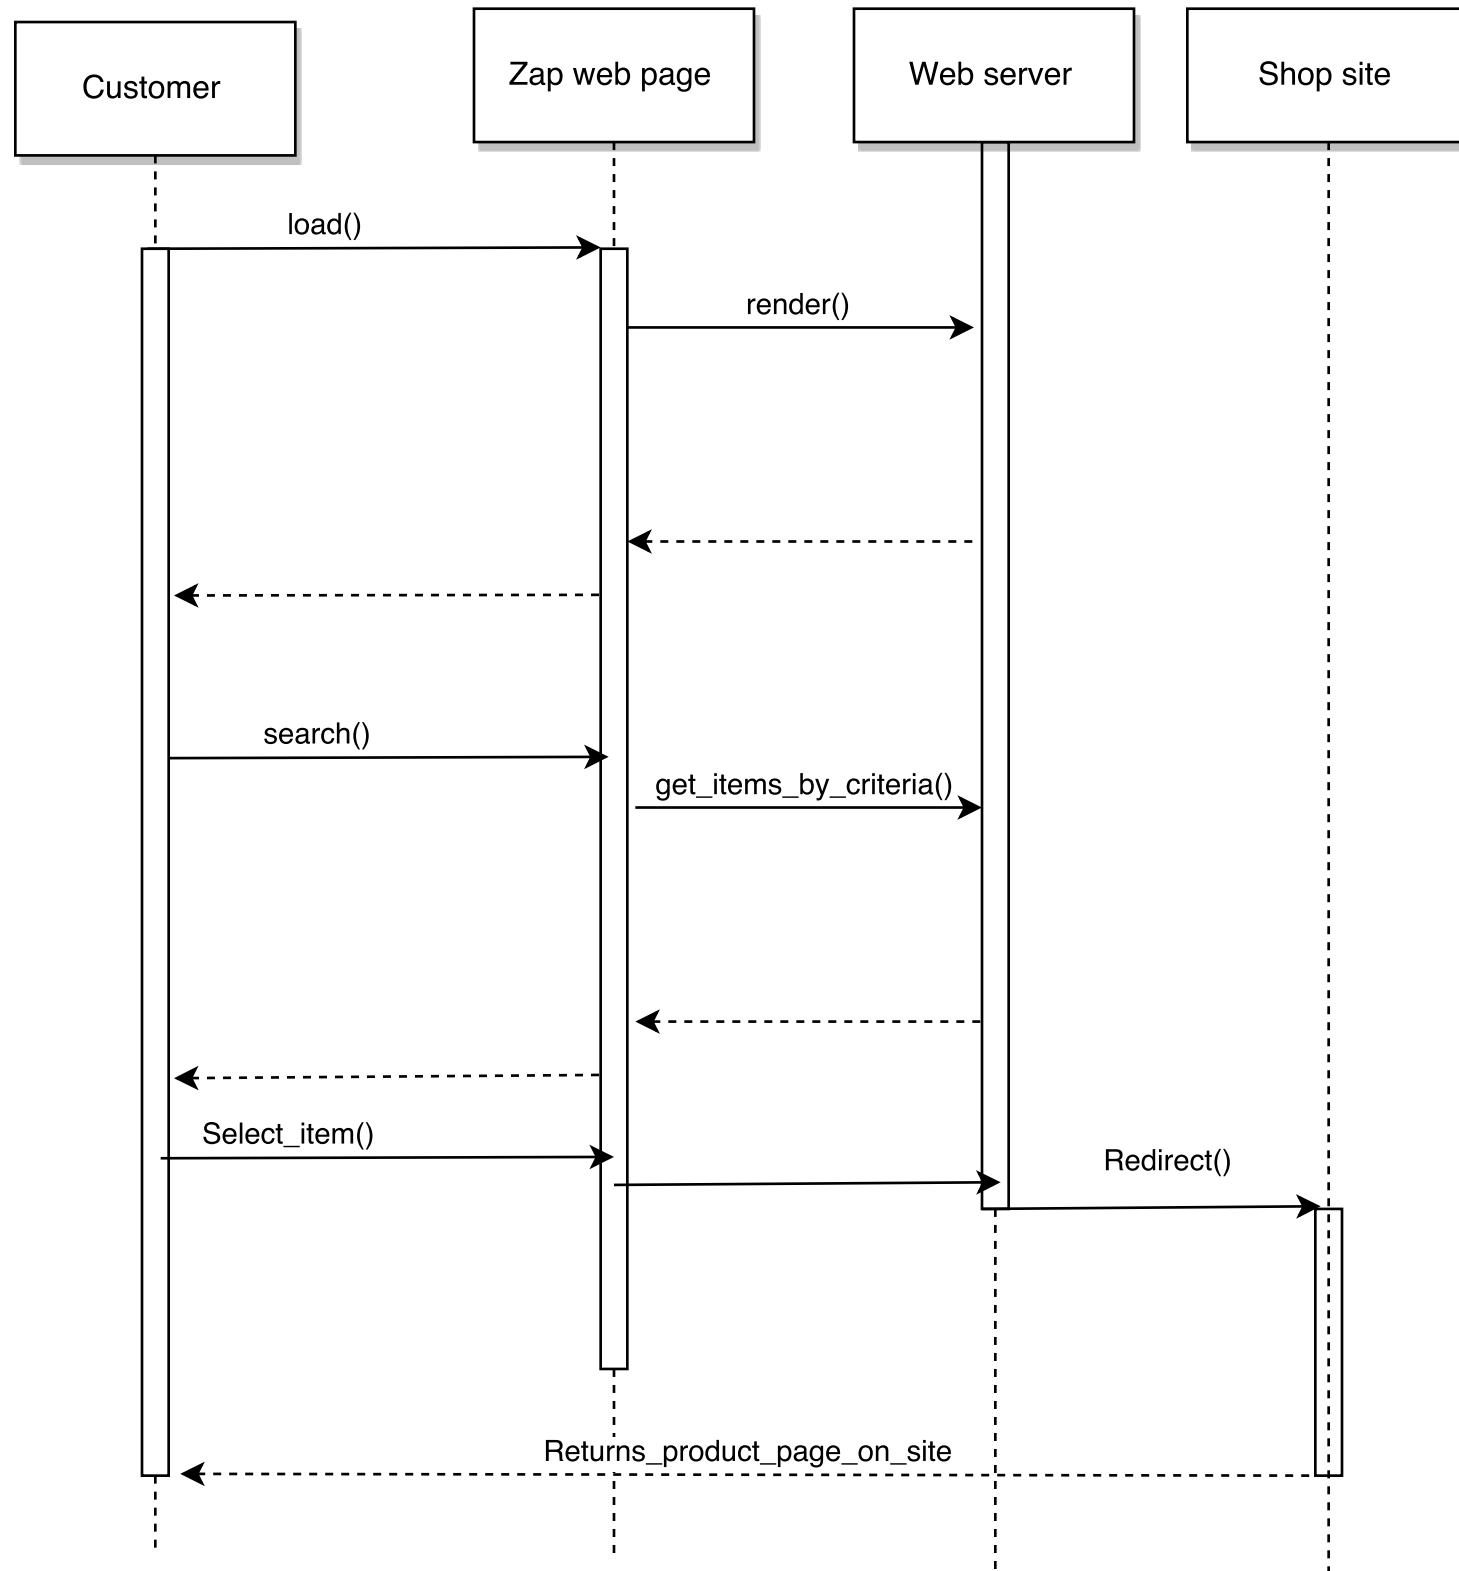 Customer
Zap web page
Web server
Shop site
load()
render()
search()
get_items_by_criteria()
Select_item()
Redirect()
Returns_product_page_on_site